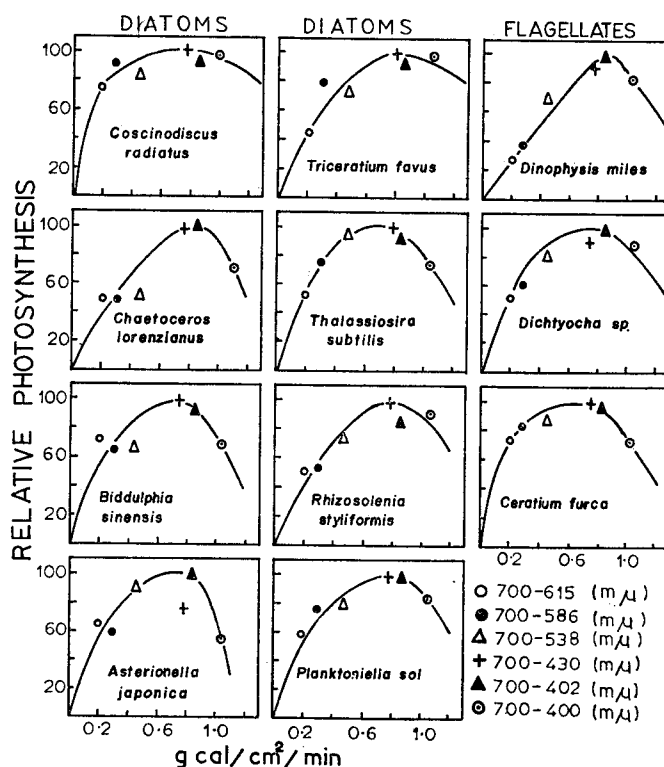 DIATOMS
DIATOMS
FLAGELLATES
RELATIVE PHOTOSYNTHESIS
100
80
60
40
20
Coscinodiscus
radiatus
Triceratium favus
Dinophysis miles
100
60
20
Chaetoceros
lorenzianus
Thalassiosira
subtilis
Dichtyocha sp.
100
60
20
Biddulphia
sinensis
Rhizosolenia
styliformis
Ceratium furca
0·2 0·6 1·0
100
60
20
Asterionella
japonica
Planktoniella sol
0·2 0·6 1·0
0·2 0·6 1·0
g cal/cm²/min
700-615 (mμ)
700-586 (mμ)
700-538 (mμ)
700-430 (mμ)
700-402 (mμ)
700-400 (mμ)